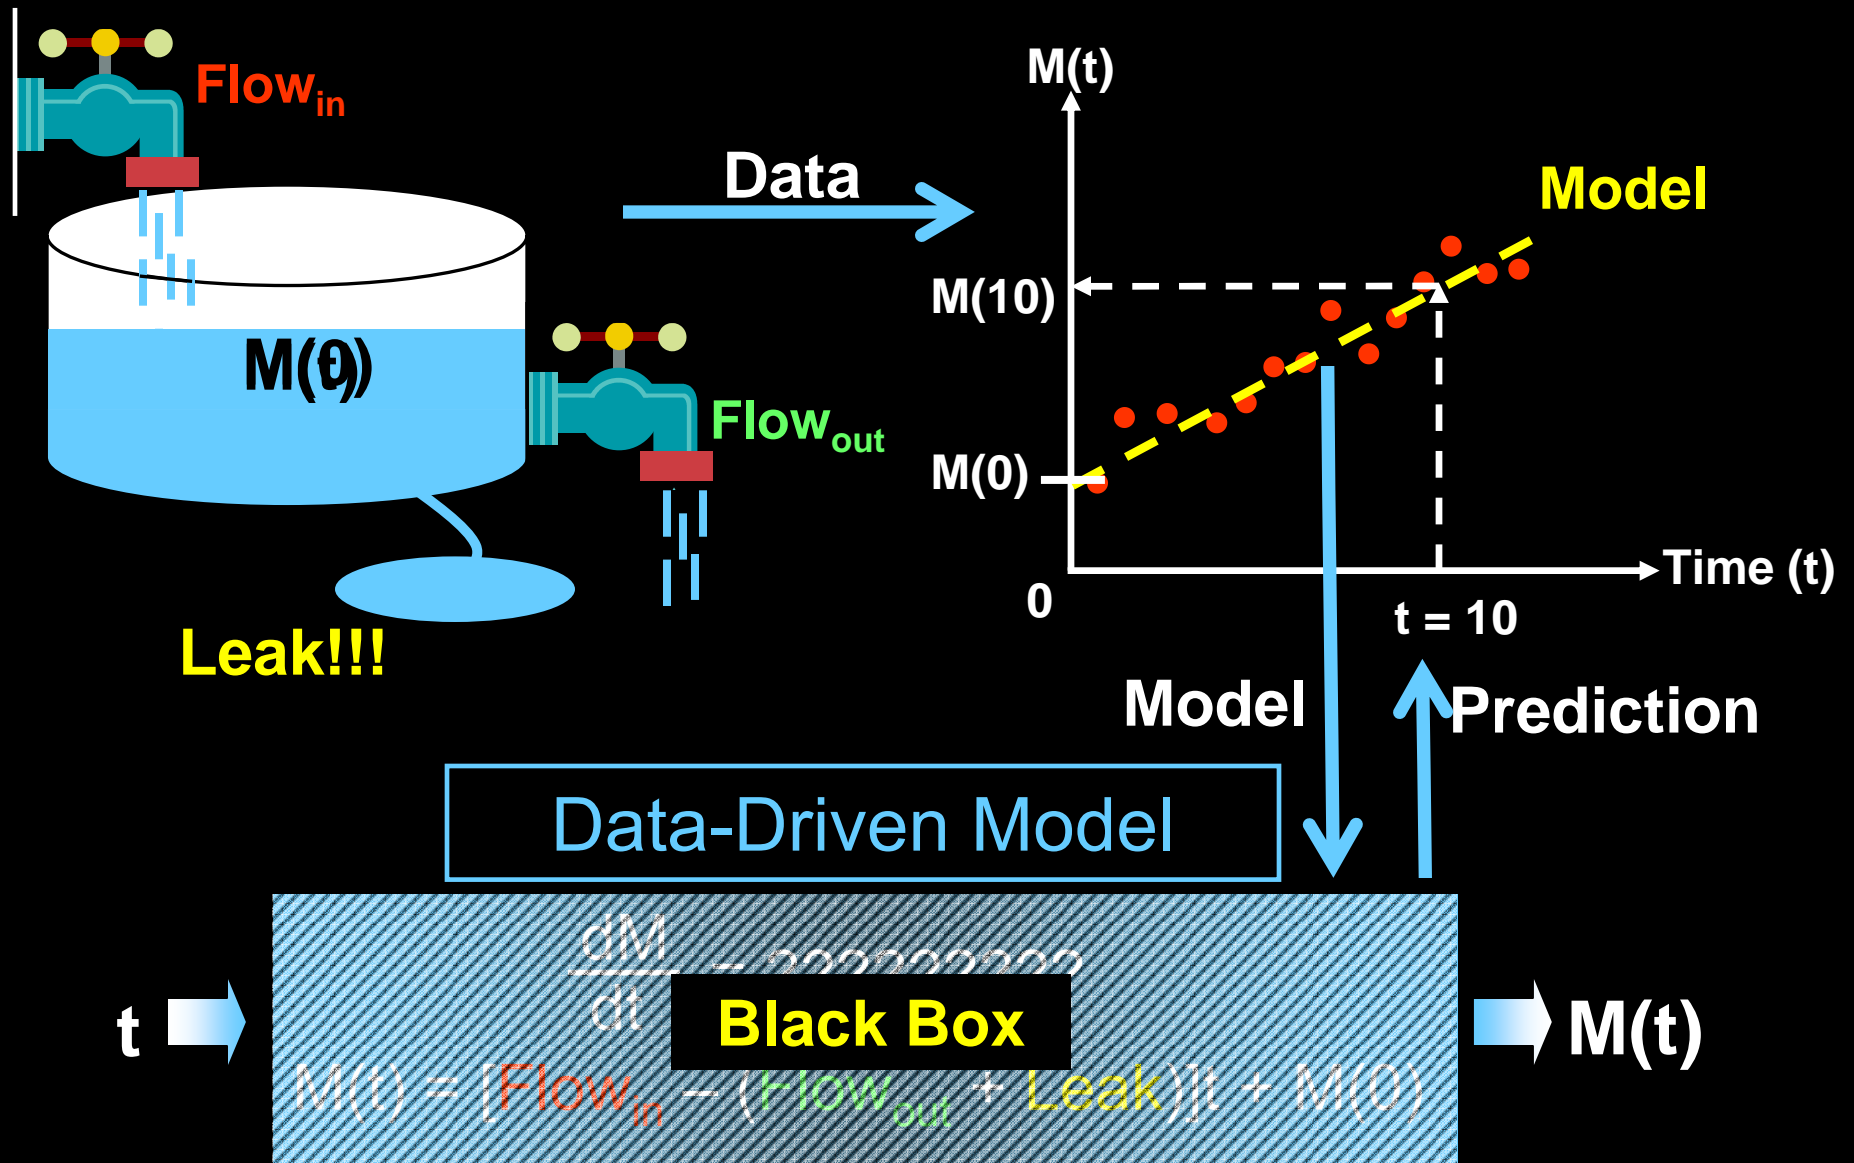 Flowin
M(t)
Data
Model
M(10)
Flowout
M(0)
Time (t)
0
t = 10
Leak!!!
Model
Prediction
Data-Driven Model
dM
dt
= ?????????
Black Box
t
M(t)
M(t) = [Flowin – (Flowout + Leak)]t + M(0)